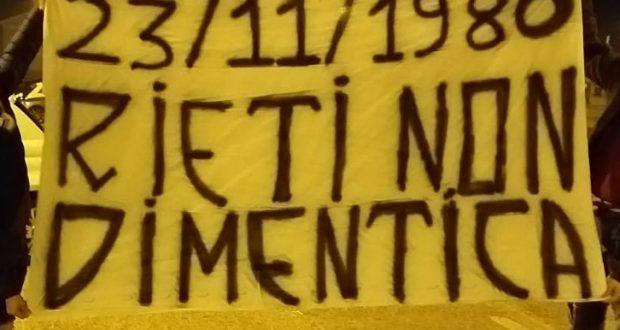 23/11/1980
RIETI NON
DIMENTICA